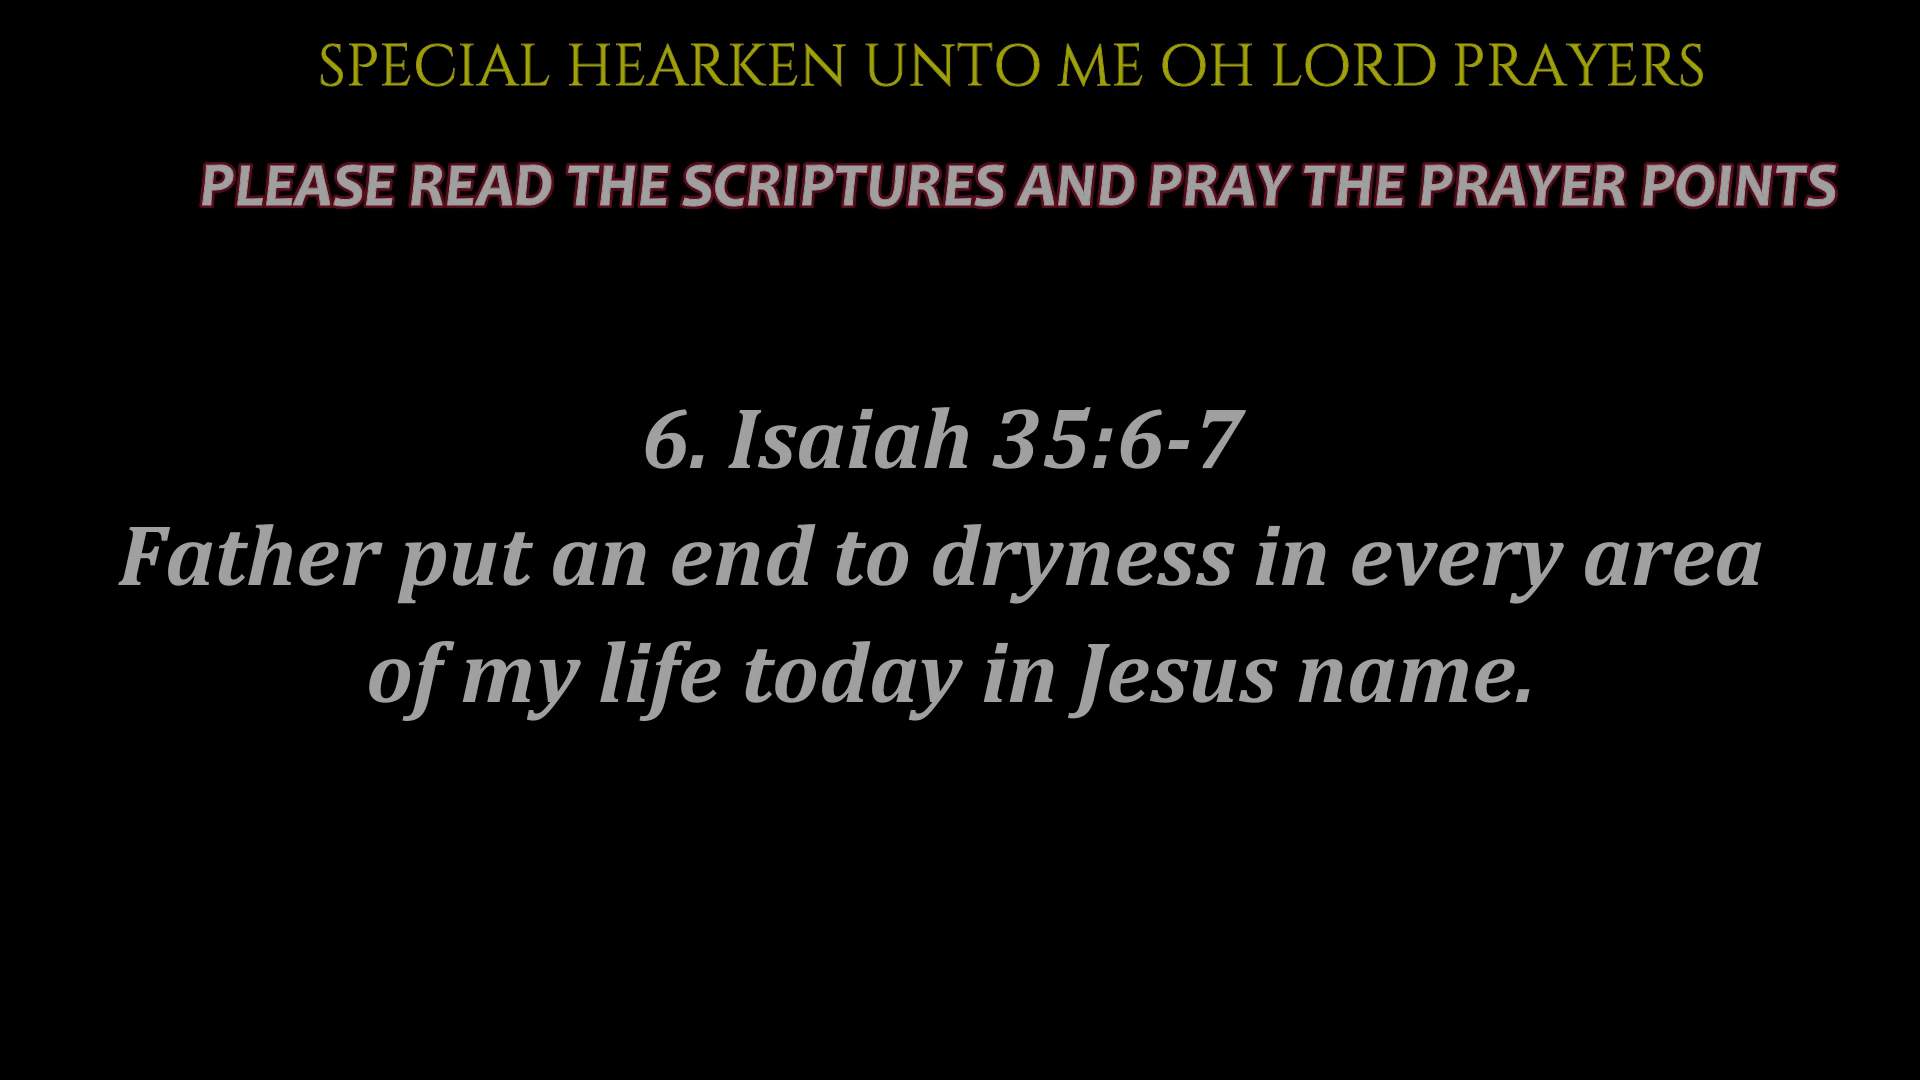 SPECIAL HEARKEN UNTO ME OH LORD PRAYERS
PLEASE READ THE SCRIPTURES AND PRAY THE PRAYER POINTS
6. Isaiah 35:6-7
Father put an end to dryness in every area
of my life today in Jesus name.